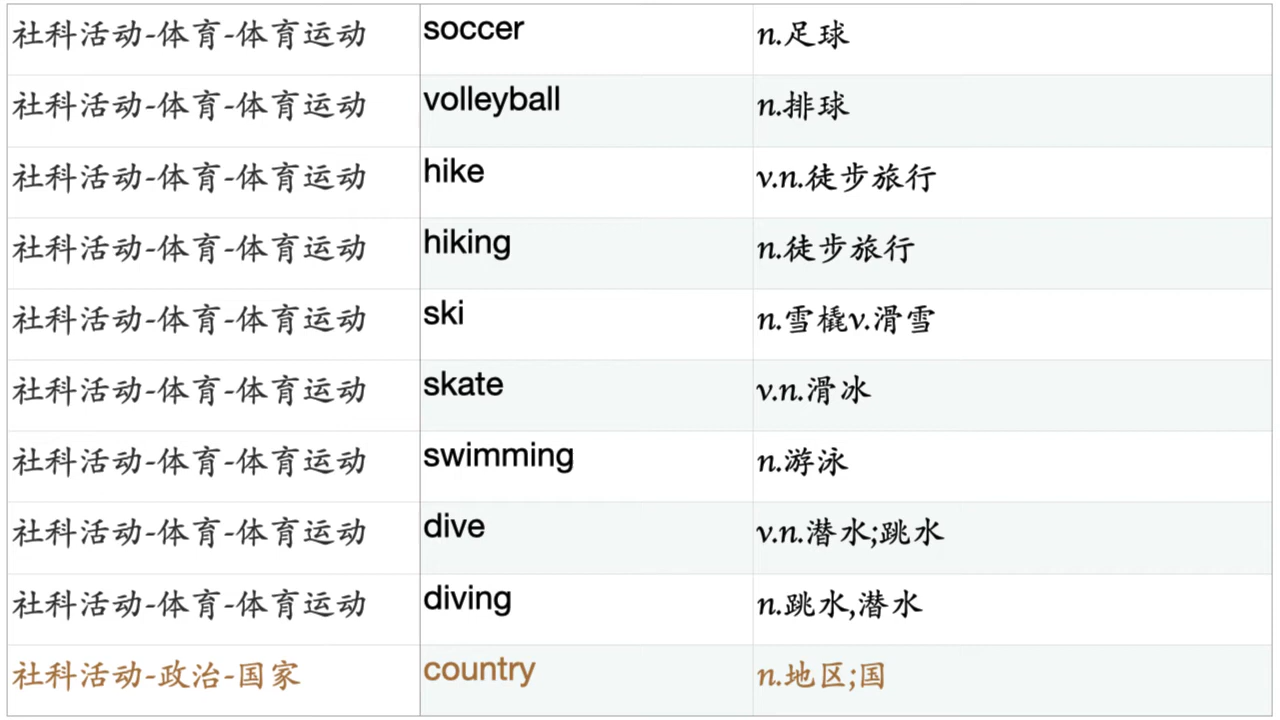 社科活动-体育-体育运动 soccer n.足球
社科活动-体育-体育运动 volleyball n.排球
社科活动-体育-体育运动 hike v.n.徒步旅行
社科活动-体育-体育运动 hiking n.徒步旅行
社科活动-体育-体育运动 ski n.雪橇v.滑雪
社科活动-体育-体育运动 skate v.n.滑冰
社科活动-体育-体育运动 swimming n.游泳
社科活动-体育-体育运动 dive v.n.潜水;跳水
社科活动-体育-体育运动 diving n.跳水,潜水
社科活动-政治-国家 country n.地区;国